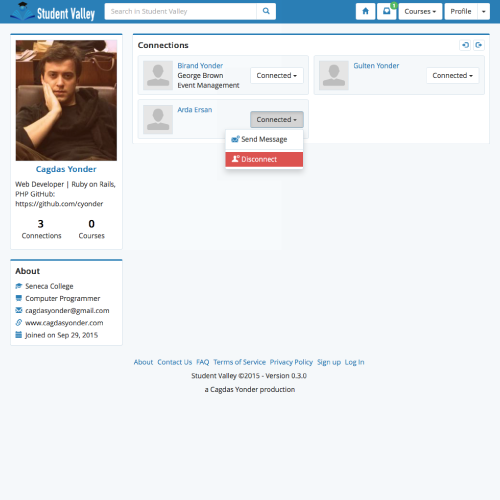 Student Valley
Search in Student Valley
1
Courses
Profile
Cagdas Yonder
Web Developer | Ruby on Rails,
PHP GitHub:
https://github.com/cyonder
3
0
Connections
Courses
About
Seneca College
Computer Programmer
cagdasyonder@gmail.com
www.cagdasyonder.com
Joined on Sep 29, 2015
Connections
Birand Yonder
George Brown
Event Management
Connected
Gulten Yonder
Connected
Arda Ersan
Connected
Send Message
Disconnect
About Contact Us FAQ Terms of Service Privacy Policy Sign up Log In
Student Valley ©2015 - Version 0.3.0
a Cagdas Yonder production